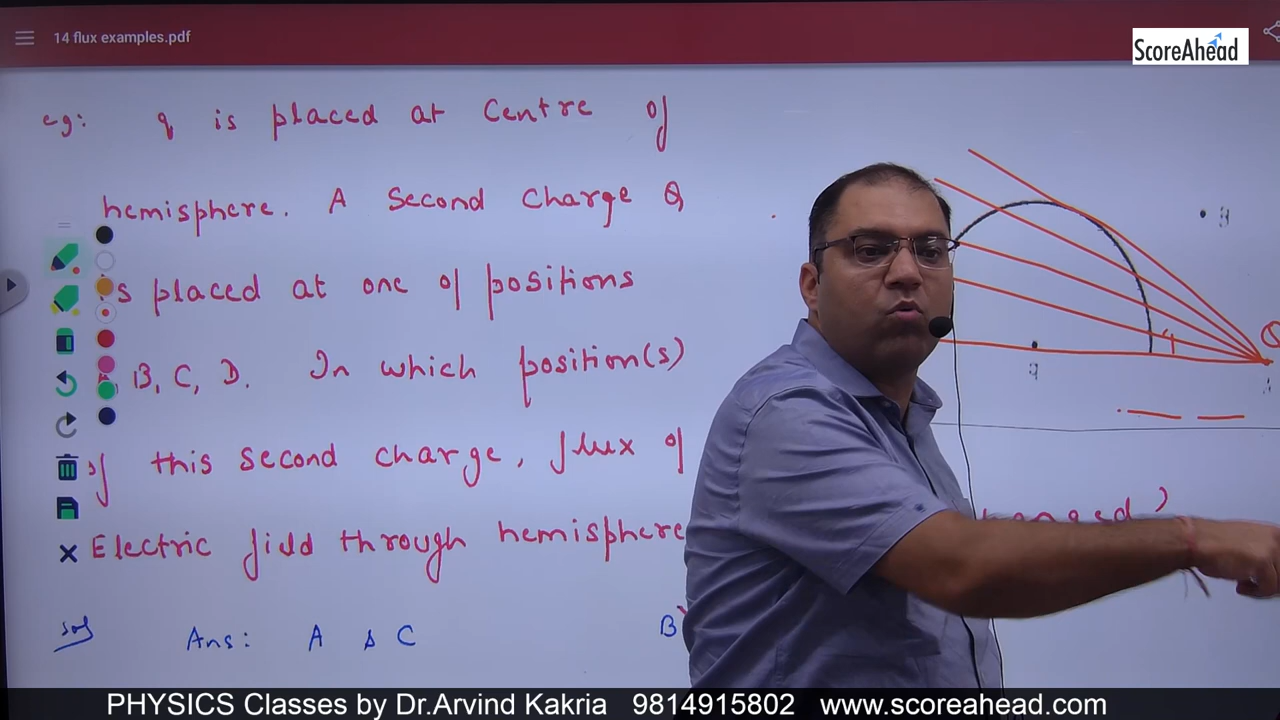 14 flux examples.pdf
ScoreAhead
eg: q is placed at Centre of
hemisphere. A Second Charge Q
is placed at one of positions
B, C, D. In which position(s)
of this second charge, flux of
Electric field through hemisphere
Sol Ans: A & C
B
B
q
Q
PHYSICS Classes by Dr.Arvind Kakria 9814915802 www.scoreahead.com